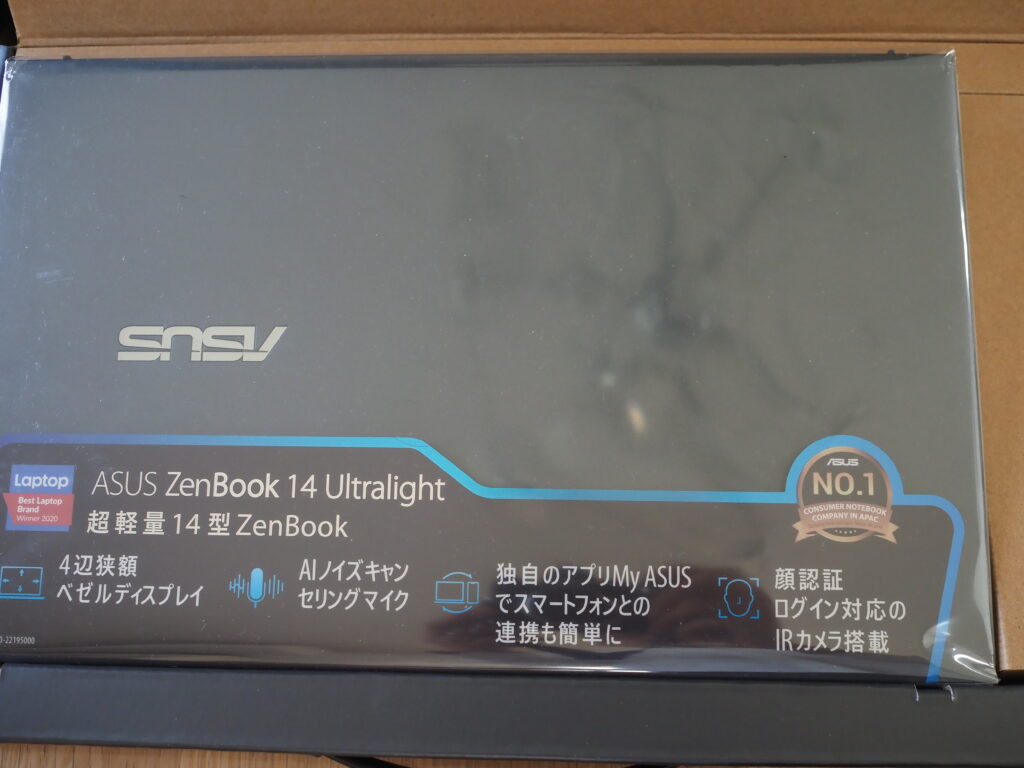 ASUS
Laptop
Best Laptop
Brand
Winner 2020
ASUS ZenBook 14 Ultralight
超軽量14型ZenBook
ASUS
NO.1
CONSUMER NOTEBOOK
COMPANY IN APAC
4辺狭額
ベゼルディスプレイ
AIノイズキャン
セリングマイク
独自のアプリMy ASUS
でスマートフォンとの
連携も簡単に
顔認証
ログイン対応の
IRカメラ搭載
0-22195000